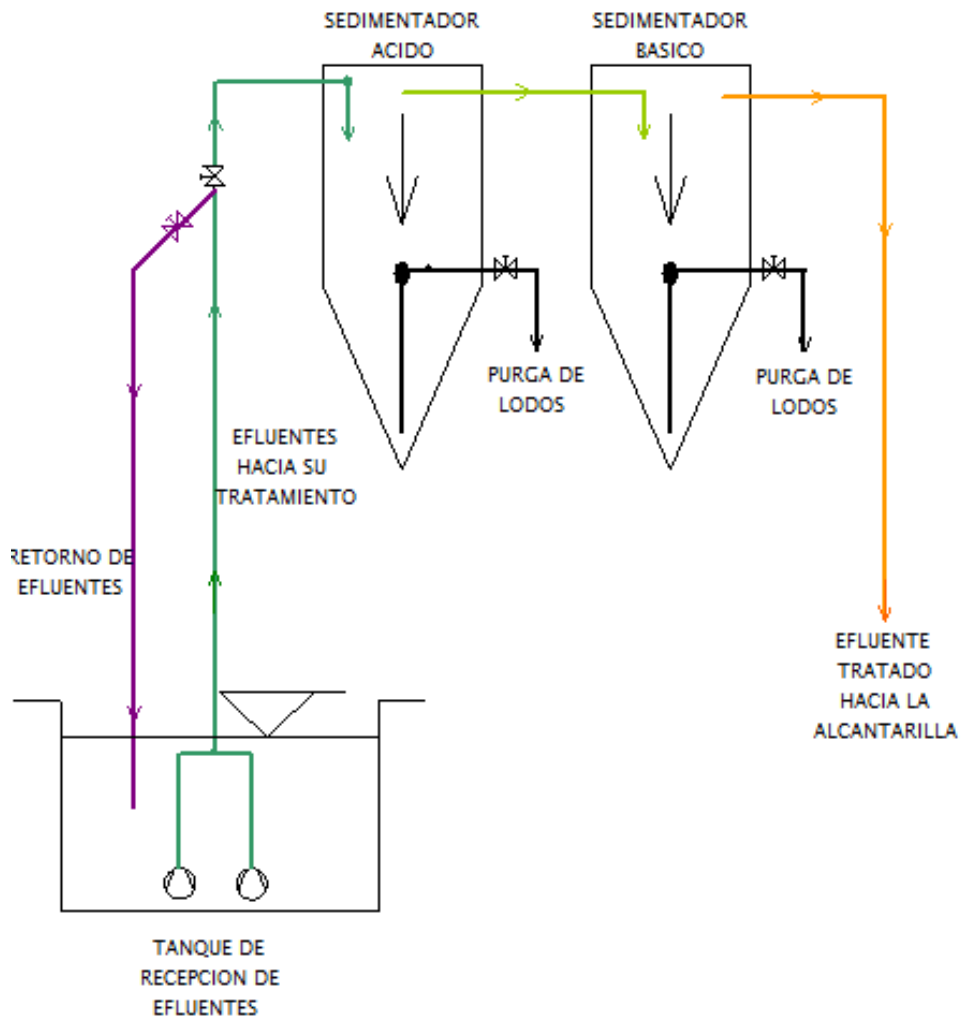 SEDIMENTADOR
ACIDO
SEDIMENTADOR
BASICO
PURGA DE
LODOS
PURGA DE
LODOS
EFLUENTES
HACIA SU
TRATAMIENTO
RETORNO DE
EFLUENTES
EFLUENTE
TRATADO
HACIA LA
ALCANTARILLA
TANQUE DE
RECEPCION DE
EFLUENTES